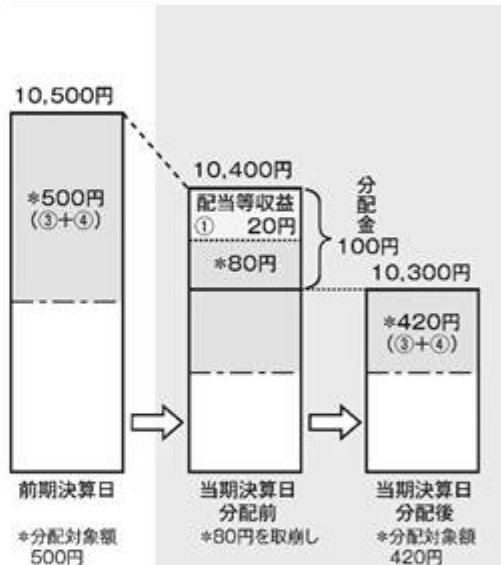 10,500円
*500円
(③+④)
前期決算日
*分配対象額
500円
10,400円
配当等収益
① 20円
*80円
分配金
100円
当期決算日
分配前
*80円を取崩し
10,300円
*420円
(③+④)
当期決算日
分配後
*分配対象額
420円